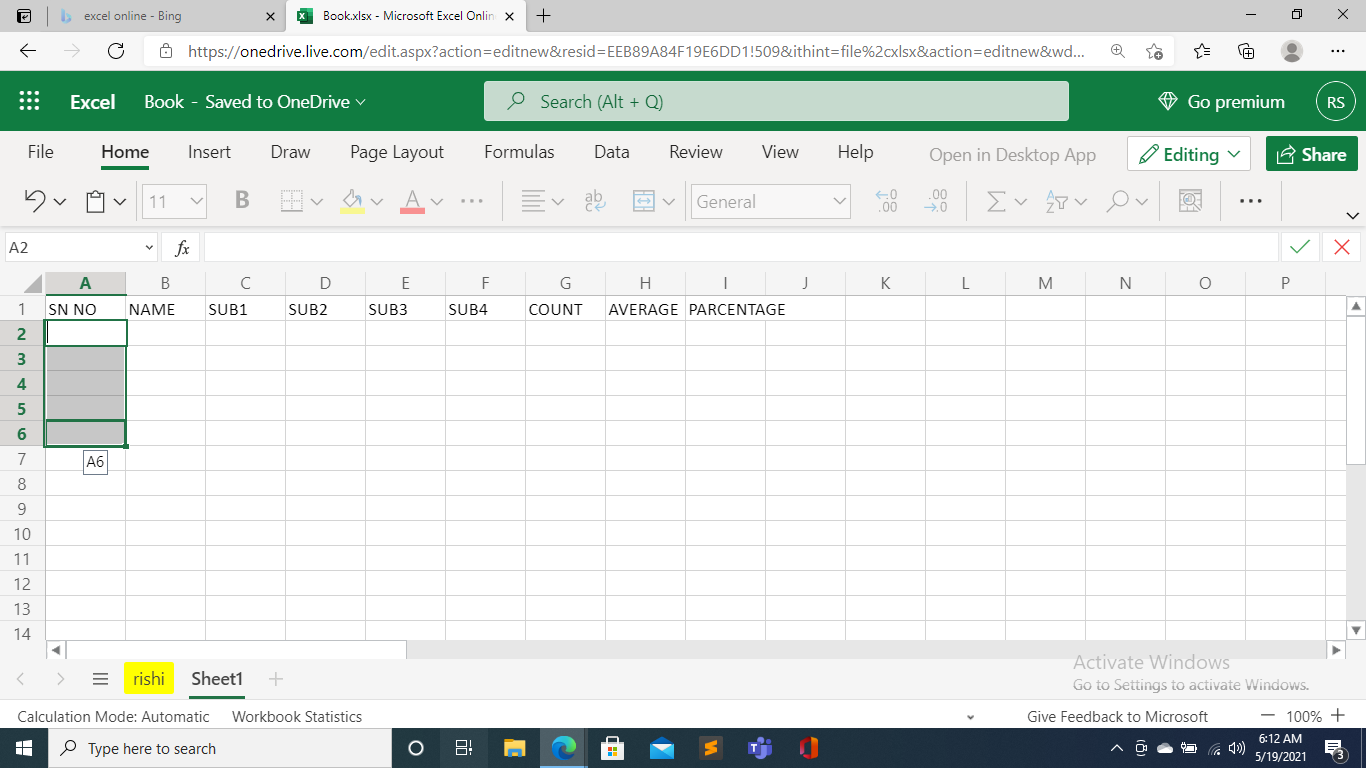 excel online - Bing
Book.xlsx - Microsoft Excel Onlin
https://onedrive.live.com/edit.aspx?action=editnew&resid=EEB89A84F19E6DD1!509&ithint=file%2cxlsx&action=editnew&wd...
Excel Book - Saved to OneDrive Search (Alt + Q) Go premium RS
File Home Insert Draw Page Layout Formulas Data Review View Help Open in Desktop App Editing Share
11 B A ab General
A2 fx
A B C D E F G H I J K L M N O P
1 SN NO NAME SUB1 SUB2 SUB3 SUB4 COUNT AVERAGE PARCENTAGE
2
3
4
5
6
7 A6
8
9
10
11
12
13
14
Activate Windows
Go to Settings to activate Windows.
rishi Sheet1
Calculation Mode: Automatic Workbook Statistics Give Feedback to Microsoft 100%
Type here to search
6:12 AM
5/19/2021
3